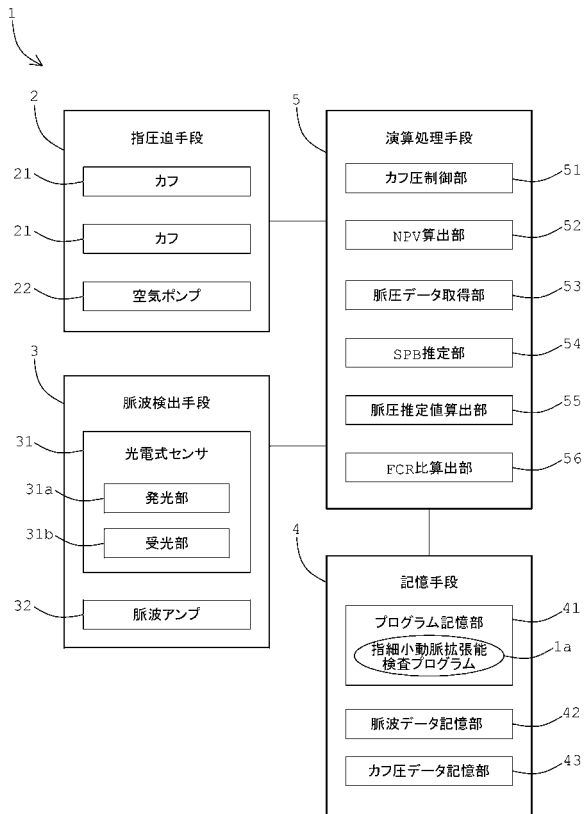 1
2
指圧迫手段
21
カフ
21
カフ
22
空気ポンプ
3
脈波検出手段
31
光電式センサ
31a
発光部
31b
受光部
32
脈波アンプ
5
演算処理手段
カフ圧制御部
51
NPV算出部
52
脈圧データ取得部
53
SPB推定部
54
脈圧推定値算出部
55
FCR比算出部
56
4
記憶手段
プログラム記憶部
41
指細小動脈拡張能
検査プログラム
1a
脈波データ記憶部
42
カフ圧データ記憶部
43